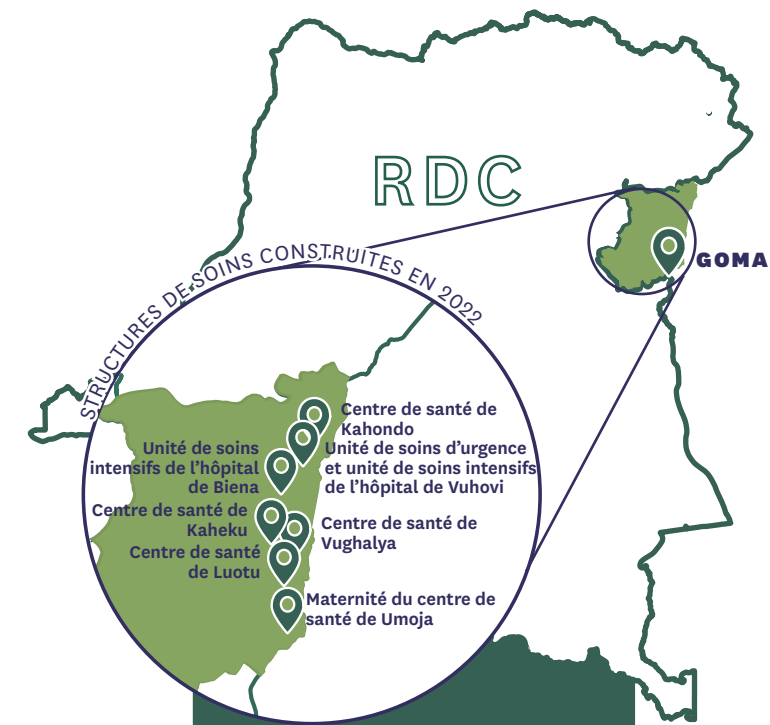 RDC
GOMA
STRUCTURES DE SOINS CONSTRUITES EN 2022
Centre de santé de
Kahondo
Unité de soins
intensifs de l'hôpital
de Biena
Unité de soins d'urgence
et unité de soins intensifs
de l'hôpital de Vuhovi
Centre de santé de
Kaheku
Centre de santé de
Vughalya
Centre de santé
de Luotu
Maternité du centre de
santé de Umoja